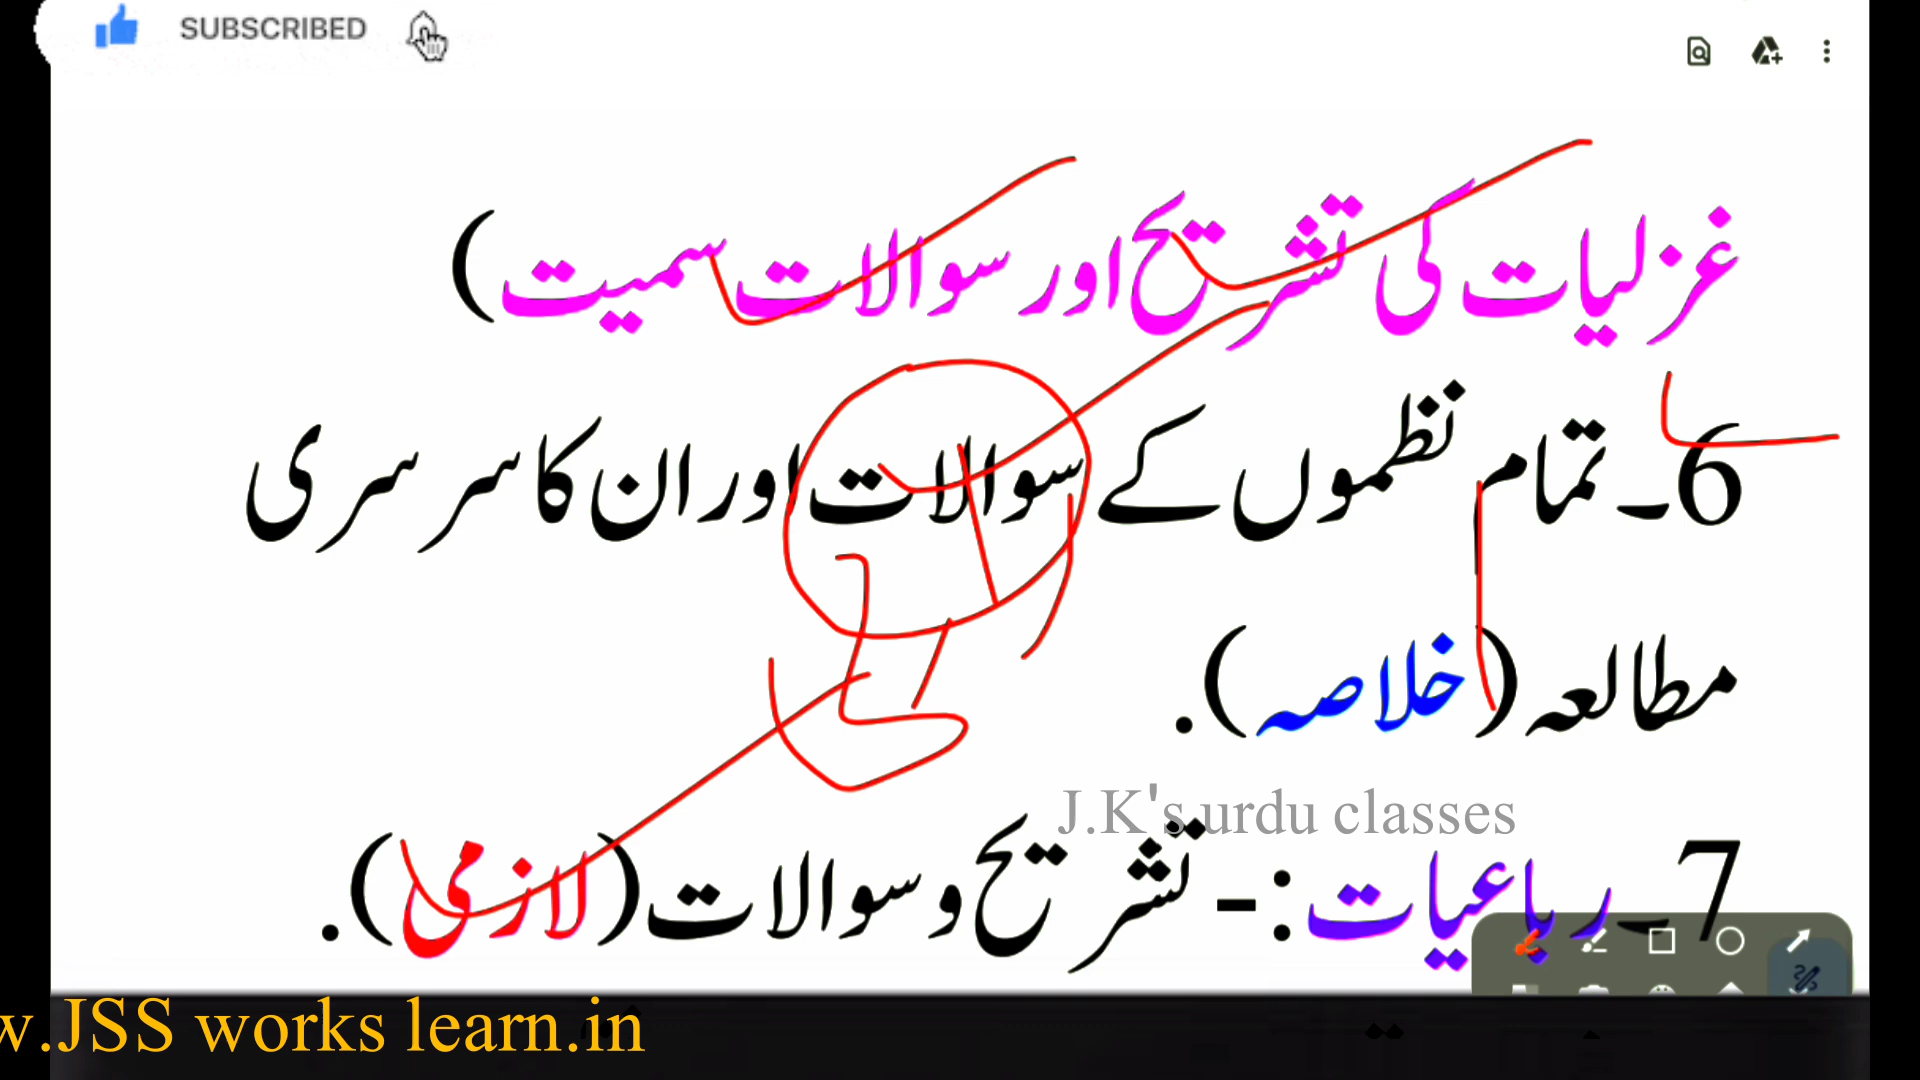 SUBSCRIBED
غزلیات کی تشریح اور سوالات سمیت)
6۔ تمام نظموں کے سوالات اور ان کا سرسری
مطالعہ (خلاصہ).
J.K's urdu classes
7۔ رباعیات:- تشریح و سوالات (لازمی).
w.JSS works learn.in